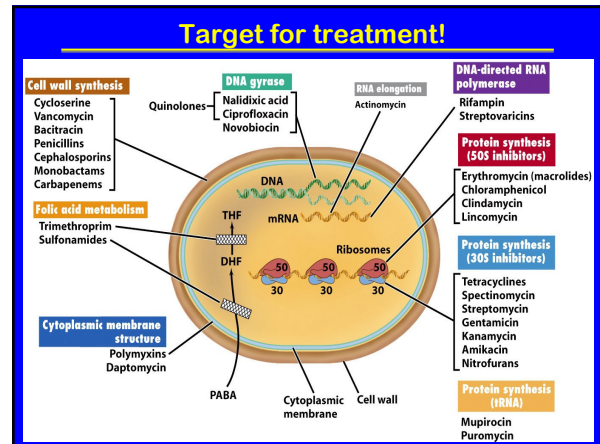 Target for treatment!
Cell wall synthesis
Cycloserine
Vancomycin
Bacitracin
Penicillins
Cephalosporins
Monobactams
Carbapenems
Folic acid metabolism
Trimethroprim
Sulfonamides
Cytoplasmic membrane
structure
Polymyxins
Daptomycin
DNA gyrase
Quinolones
Nalidixic acid
Ciprofloxacin
Novobiocin
RNA elongation
Actinomycin
DNA-directed RNA
polymerase
Rifampin
Streptovaricins
Protein synthesis
(50S inhibitors)
Erythromycin (macrolides)
Chloramphenicol
Clindamycin
Lincomycin
Protein synthesis
(30S inhibitors)
Tetracyclines
Spectinomycin
Streptomycin
Gentamicin
Kanamycin
Amikacin
Nitrofurans
Protein synthesis
(tRNA)
Mupirocin
Puromycin
DNA
THF
mRNA
Ribosomes
DHF
50 50 50
30 30 30
PABA
Cytoplasmic
membrane
Cell wall